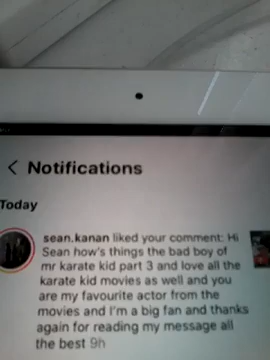 < Notifications
Today
sean.kanan liked your comment: Hi
Sean how's things the bad boy of
mr karate kid part 3 and love all the
karate kid movies as well and you
are my favourite actor from the
movies and I'm a big fan and thanks
again for reading my message all
the best 9h